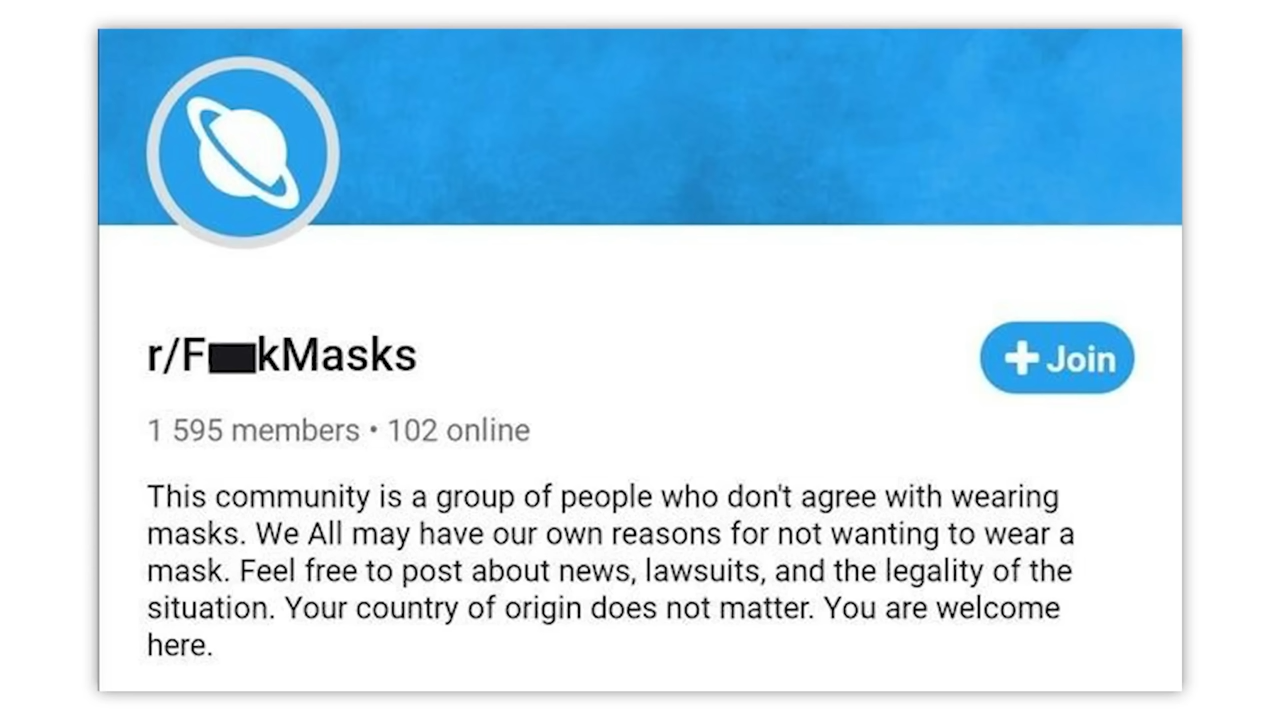 r/F kMasks
+ Join
1 595 members • 102 online
This community is a group of people who don't agree with wearing
masks. We All may have our own reasons for not wanting to wear a
mask. Feel free to post about news, lawsuits, and the legality of the
situation. Your country of origin does not matter. You are welcome
here.